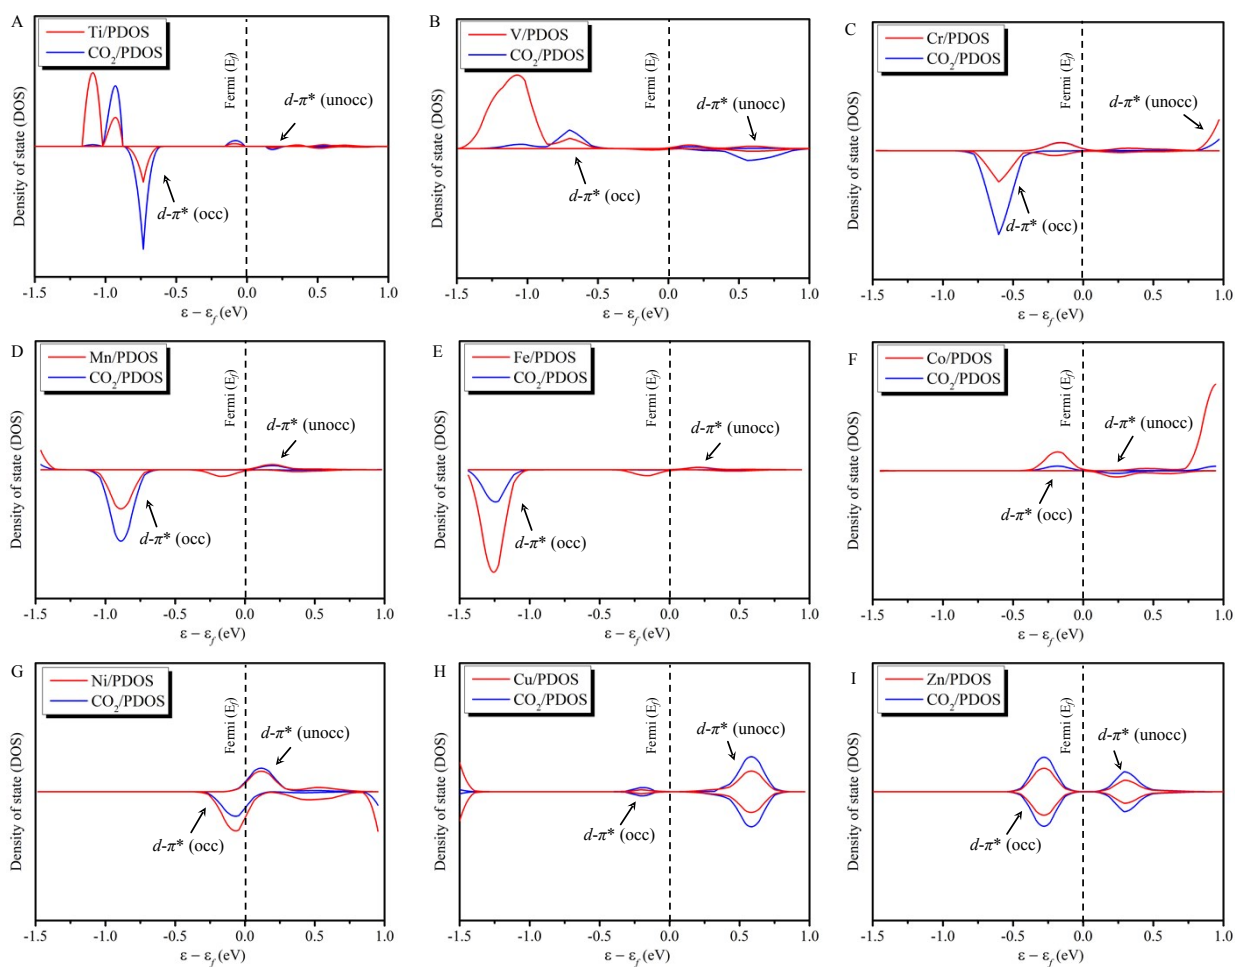 A
Ti/PDOS
CO2/PDOS
Fermi (Ef)
d-π* (unocc)
d-π* (occ)
Density of state (DOS)
-1.5 -1.0 -0.5 0.0 0.5 1.0
ε − εf (eV)
B
V/PDOS
CO2/PDOS
Fermi (Ef)
d-π* (unocc)
d-π* (occ)
Density of state (DOS)
-1.5 -1.0 -0.5 0.0 0.5 1.0
ε − εf (eV)
C
Cr/PDOS
CO2/PDOS
Fermi (Ef)
d-π* (unocc)
d-π* (occ)
Density of state (DOS)
-1.5 -1.0 -0.5 0.0 0.5 1.0
ε − εf (eV)
D
Mn/PDOS
CO2/PDOS
Fermi (Ef)
d-π* (unocc)
d-π* (occ)
Density of state (DOS)
-1.5 -1.0 -0.5 0.0 0.5 1.0
ε − εf (eV)
E
Fe/PDOS
CO2/PDOS
Fermi (Ef)
d-π* (unocc)
d-π* (occ)
Density of state (DOS)
-1.5 -1.0 -0.5 0.0 0.5 1.0
ε − εf (eV)
F
Co/PDOS
CO2/PDOS
Fermi (Ef)
d-π* (unocc)
d-π* (occ)
Density of state (DOS)
-1.5 -1.0 -0.5 0.0 0.5 1.0
ε − εf (eV)
G
Ni/PDOS
CO2/PDOS
Fermi (Ef)
d-π* (unocc)
d-π* (occ)
Density of state (DOS)
-1.5 -1.0 -0.5 0.0 0.5 1.0
ε − εf (eV)
H
Cu/PDOS
CO2/PDOS
Fermi (Ef)
d-π* (unocc)
d-π* (occ)
Density of state (DOS)
-1.5 -1.0 -0.5 0.0 0.5 1.0
ε − εf (eV)
I
Zn/PDOS
CO2/PDOS
Fermi (Ef)
d-π* (unocc)
d-π* (occ)
Density of state (DOS)
-1.5 -1.0 -0.5 0.0 0.5 1.0
ε − εf (eV)